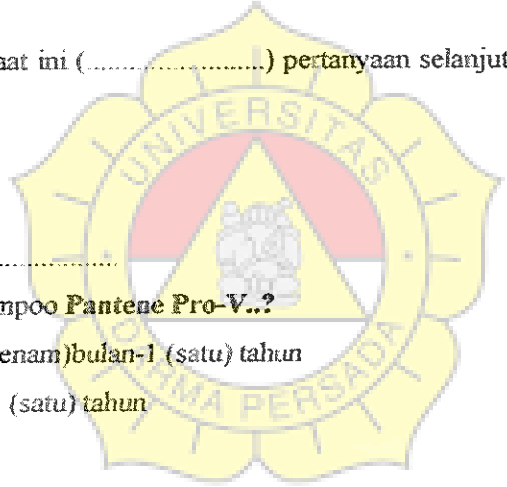 aat ini (........................) pertanyaan selanjut
UNIVERSITAS
..................
mpoo Pantene Pro-V..?
enam)bulan-1 (satu) tahun
(satu) tahun
DARMA PERSADA